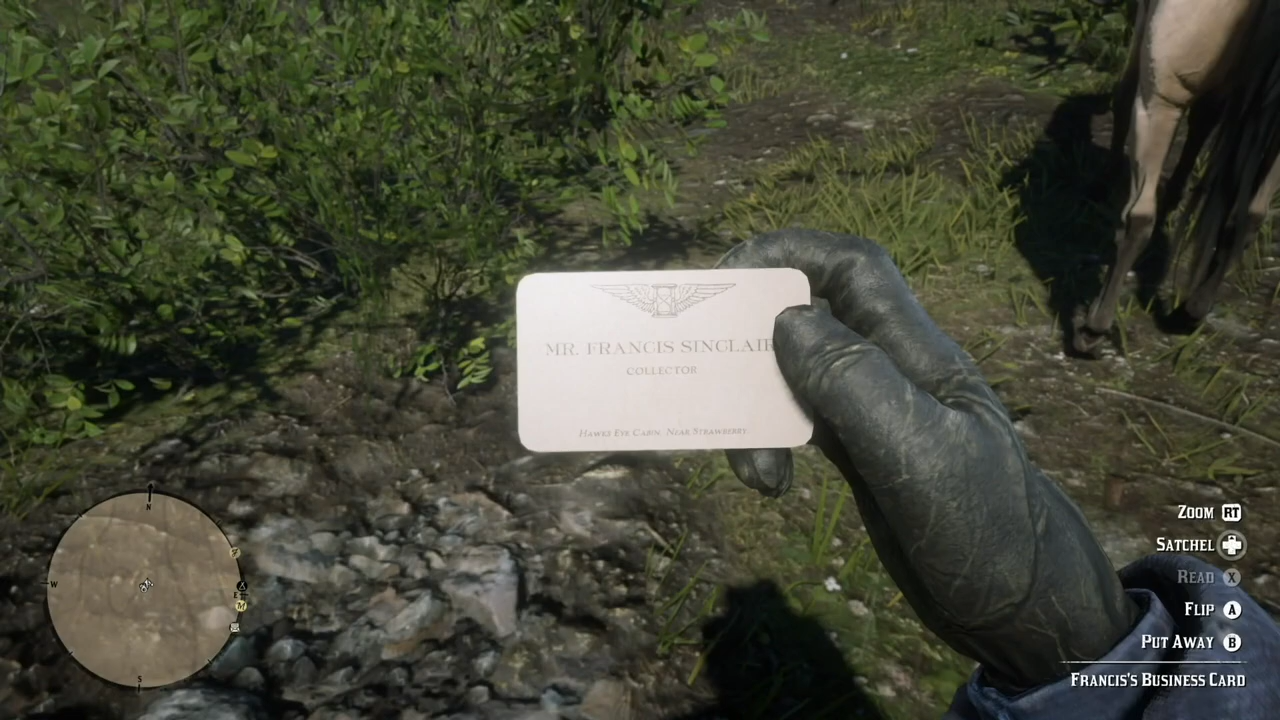 MR. FRANCIS SINCLAIR
COLLECTOR
HAWKS EYE CABIN. NEAR STRAWBERRY.
N
W
E
S
M
ZOOM RT
SATCHEL
READ X
FLIP A
PUT AWAY B
FRANCIS'S BUSINESS CARD